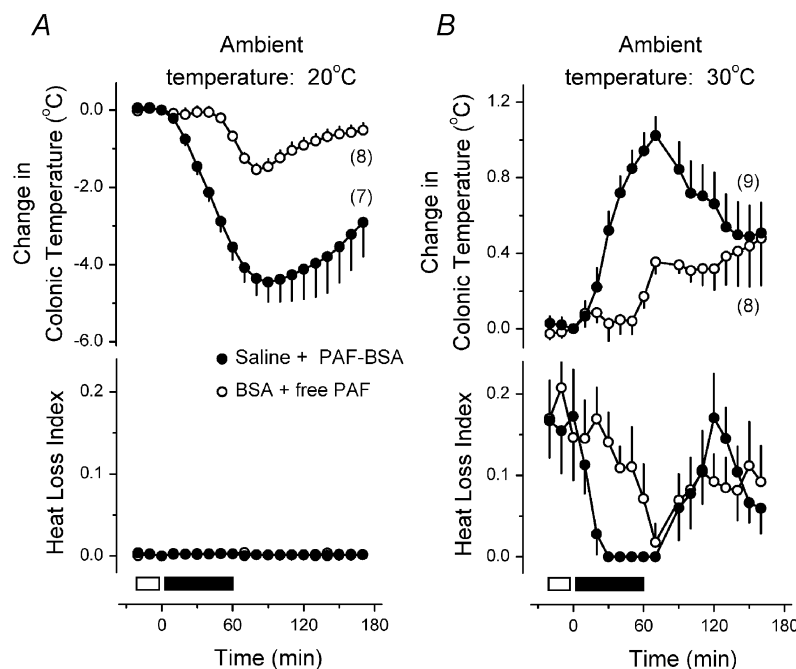 A
Ambient
temperature: 20°C
Change in
Colonic Temperature (°C)
0.0
-2.0
-4.0
-6.0
(8)
(7)
Saline + PAF-BSA
BSA + free PAF
Heat Loss Index
0.2
0.1
0.0
0
60
120
180
Time (min)
B
Ambient
temperature: 30°C
Change in
Colonic Temperature (°C)
1.2
0.8
0.4
0.0
(9)
(8)
Heat Loss Index
0.2
0.1
0.0
0
60
120
180
Time (min)